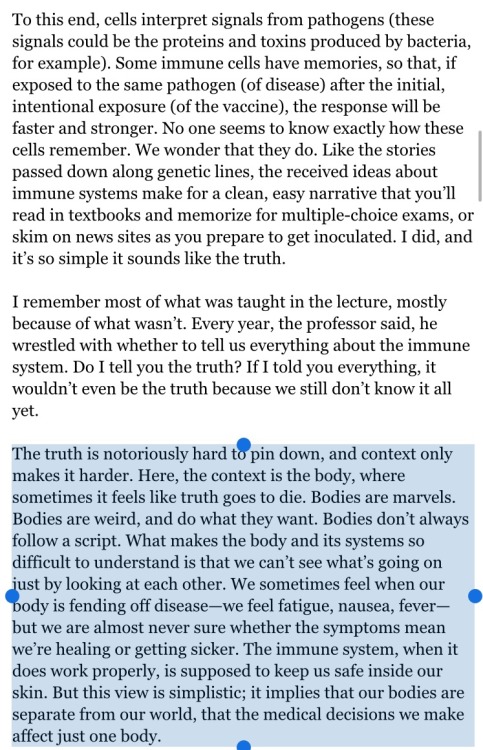 To this end, cells interpret signals from pathogens (these
signals could be the proteins and toxins produced by bacteria,
for example). Some immune cells have memories, so that, if
exposed to the same pathogen (of disease) after the initial,
intentional exposure (of the vaccine), the response will be
faster and stronger. No one seems to know exactly how these
cells remember. We wonder that they do. Like the stories
passed down along genetic lines, the received ideas about
immune systems make for a clean, easy narrative that you’ll
read in textbooks and memorize for multiple-choice exams, or
skim on news sites as you prepare to get inoculated. I did, and
it’s so simple it sounds like the truth.
I remember most of what was taught in the lecture, mostly
because of what wasn’t. Every year, the professor said, he
wrestled with whether to tell us everything about the immune
system. Do I tell you the truth? If I told you everything, it
wouldn’t even be the truth because we still don’t know it all
yet.
The truth is notoriously hard to pin down, and context only
makes it harder. Here, the context is the body, where
sometimes it feels like truth goes to die. Bodies are marvels.
Bodies are weird, and do what they want. Bodies don’t always
follow a script. What makes the body and its systems so
difficult to understand is that we can’t see what’s going on
just by looking at each other. We sometimes feel when our
body is fending off disease—we feel fatigue, nausea, fever—
but we are almost never sure whether the symptoms mean
we’re healing or getting sicker. The immune system, when it
does work properly, is supposed to keep us safe inside our
skin. But this view is simplistic; it implies that our bodies are
separate from our world, that the medical decisions we make
affect just one body.